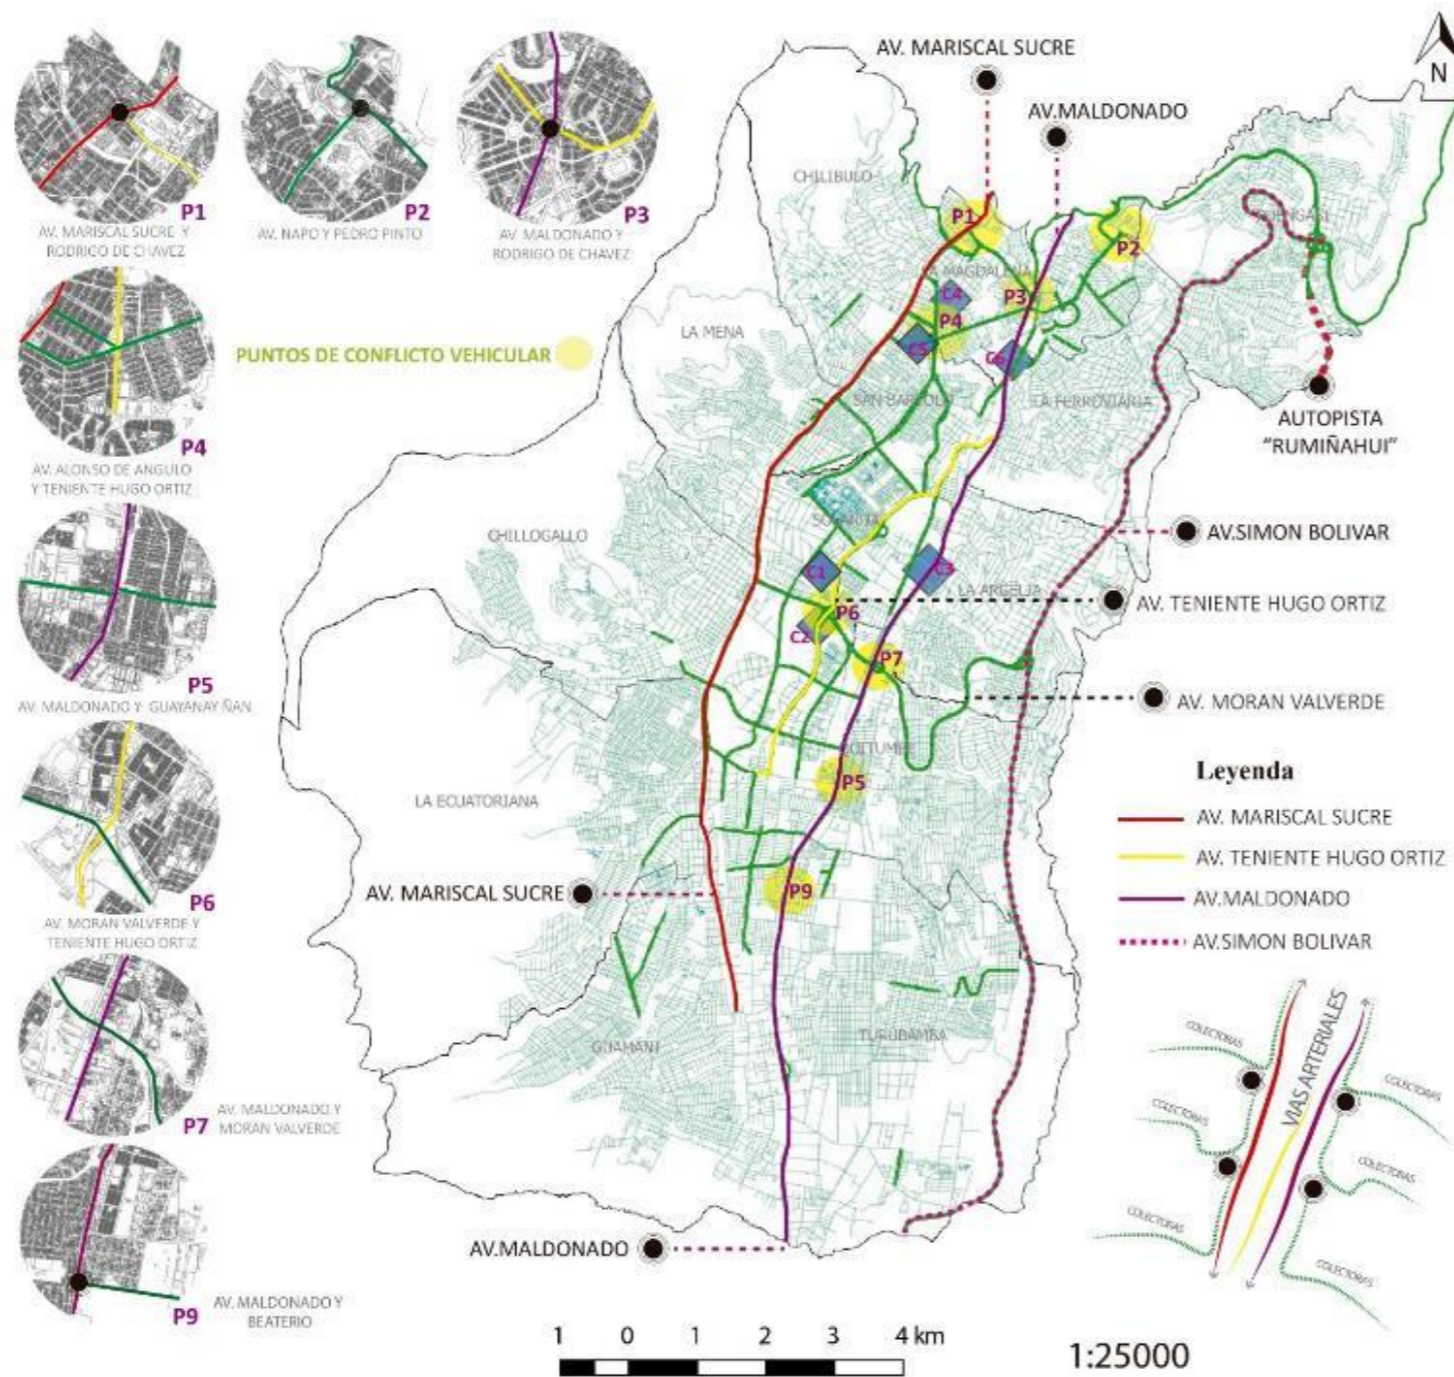 AV. MARISCAL SUCRE
AV.MALDONADO
N
P1
AV. MARISCAL SUCRE Y
RODRIGO DE CHAVEZ
P2
AV. NAPO Y PEDRO PINTO
P3
AV. MALDONADO Y
RODRIGO DE CHAVEZ
P4
AV. ALONSO DE ANGULO
Y TENIENTE HUGO ORTIZ
PUNTOS DE CONFLICTO VEHICULAR
P5
AV. MALDONADO Y GUAYANAY ÑAN
P6
AV. MORAN VALVERDE Y
TENIENTE HUGO ORTIZ
P7
AV. MALDONADO Y
MORAN VALVERDE
P9
AV. MALDONADO Y
BEATERIO
CHILIBULO
P1
P2
LA MAGDALENA
C4
P3
P4
LA MENA
C5
C6
SAN BARTOLO
LA FERROVIARIA
AUTOPISTA
“RUMIÑAHUI”
CHILLOGALLO
AV.SIMON BOLIVAR
C1
C3
LA ARGELIA
AV. TENIENTE HUGO ORTIZ
P6
C2
P7
AV. MORAN VALVERDE
P5
LA ECUATORIANA
AV. MARISCAL SUCRE
P9
GUAMANI
TURUBAMBA
AV.MALDONADO
Leyenda
AV. MARISCAL SUCRE
AV. TENIENTE HUGO ORTIZ
AV.MALDONADO
AV.SIMON BOLIVAR
VIAS ARTERIALES
COLECTORAS
COLECTORAS
COLECTORAS
COLECTORAS
COLECTORAS
COLECTORAS
1 0 1 2 3 4 km
1:25000